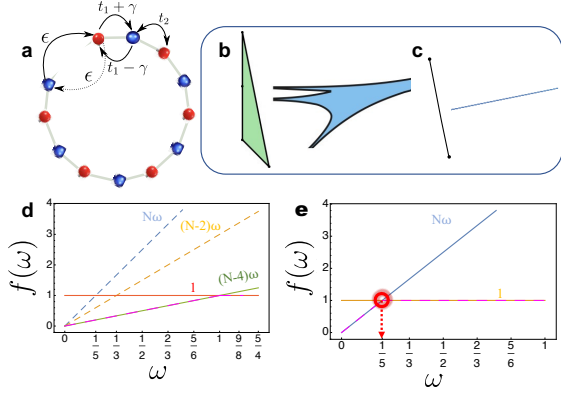 t₁ + γ
t₂
a
ϵ
ϵ
t₁ − γ
b
c
d
Nω
(N-2)ω
(N-4)ω
1
f(ω)
4
3
2
1
0
0 1/5 1/3 1/2 2/3 5/6 1 9/8 5/4
ω
e
Nω
1
f(ω)
4
3
2
1
0
0 1/5 1/3 1/2 2/3 5/6 1
ω